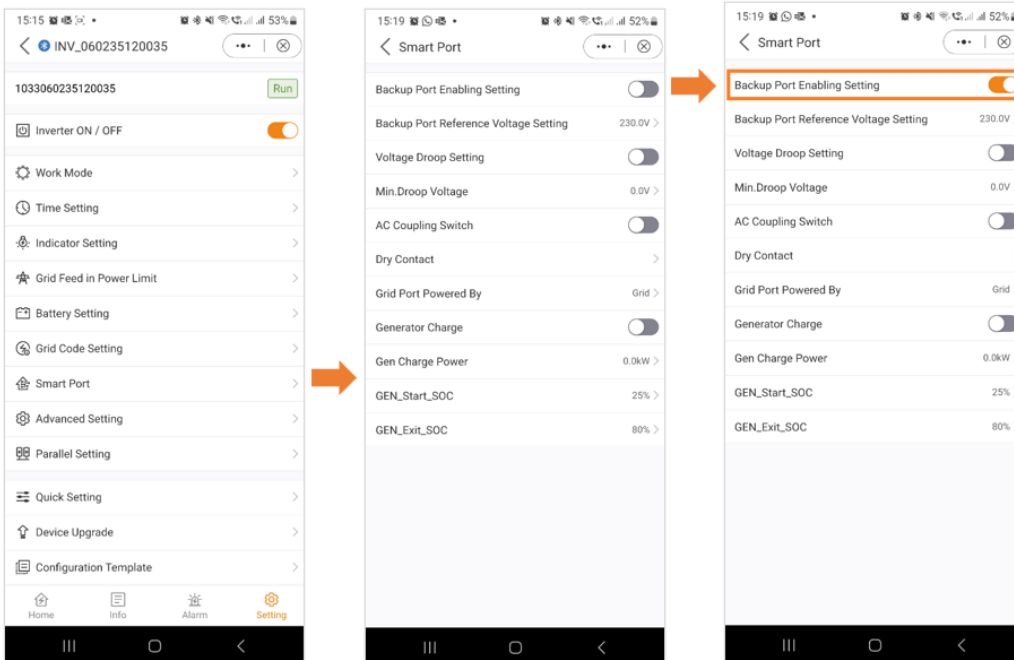 15:15 53%
INV_060235120035
1033060235120035 Run
Inverter ON / OFF
Work Mode
Time Setting
Indicator Setting
Grid Feed in Power Limit
Battery Setting
Grid Code Setting
Smart Port
Advanced Setting
Parallel Setting
Quick Setting
Device Upgrade
Configuration Template
Home Info Alarm Setting
15:19 52%
Smart Port
Backup Port Enabling Setting
Backup Port Reference Voltage Setting 230.0V
Voltage Droop Setting
Min.Droop Voltage 0.0V
AC Coupling Switch
Dry Contact
Grid Port Powered By Grid
Generator Charge
Gen Charge Power 0.0kW
GEN_Start_SOC 25%
GEN_Exit_SOC 80%
15:19 52%
Smart Port
Backup Port Enabling Setting
Backup Port Reference Voltage Setting 230.0V
Voltage Droop Setting
Min.Droop Voltage 0.0V
AC Coupling Switch
Dry Contact
Grid Port Powered By Grid
Generator Charge
Gen Charge Power 0.0kW
GEN_Start_SOC 25%
GEN_Exit_SOC 80%